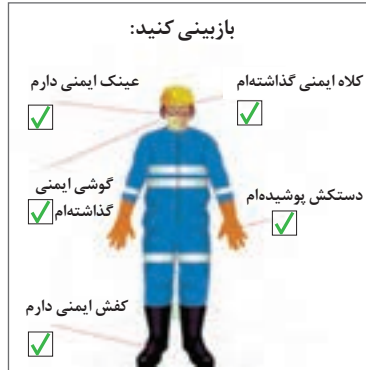 بازبینی کنید:
کلاه ایمنی گذاشته‌ام
عینک ایمنی دارم
گوشی ایمنی
گذاشته‌ام
دستکش پوشیده‌ام
کفش ایمنی دارم